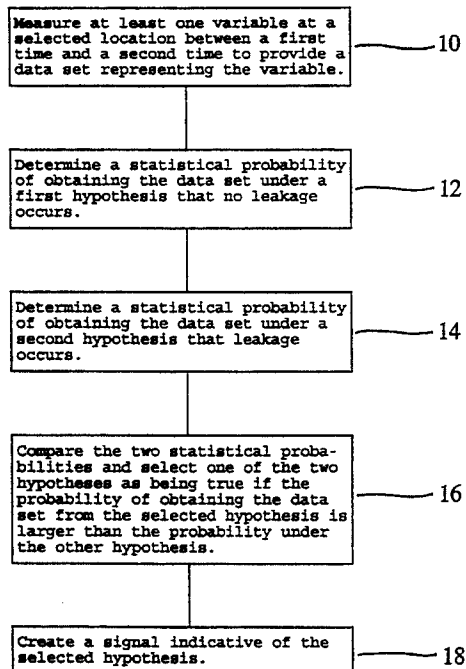 Measure at least one variable at a
selected location between a first
time and a second time to provide a
data set representing the variable.
10
Determine a statistical probability
of obtaining the data set under a
first hypothesis that no leakage
occurs.
12
Determine a statistical probability
of obtaining the data set under a
second hypothesis that leakage
occurs.
14
Compare the two statistical proba-
bilities and select one of the two
hypotheses as being true if the
probability of obtaining the data
set from the selected hypothesis is
larger than the probability under
the other hypothesis.
16
Create a signal indicative of the
selected hypothesis.
18